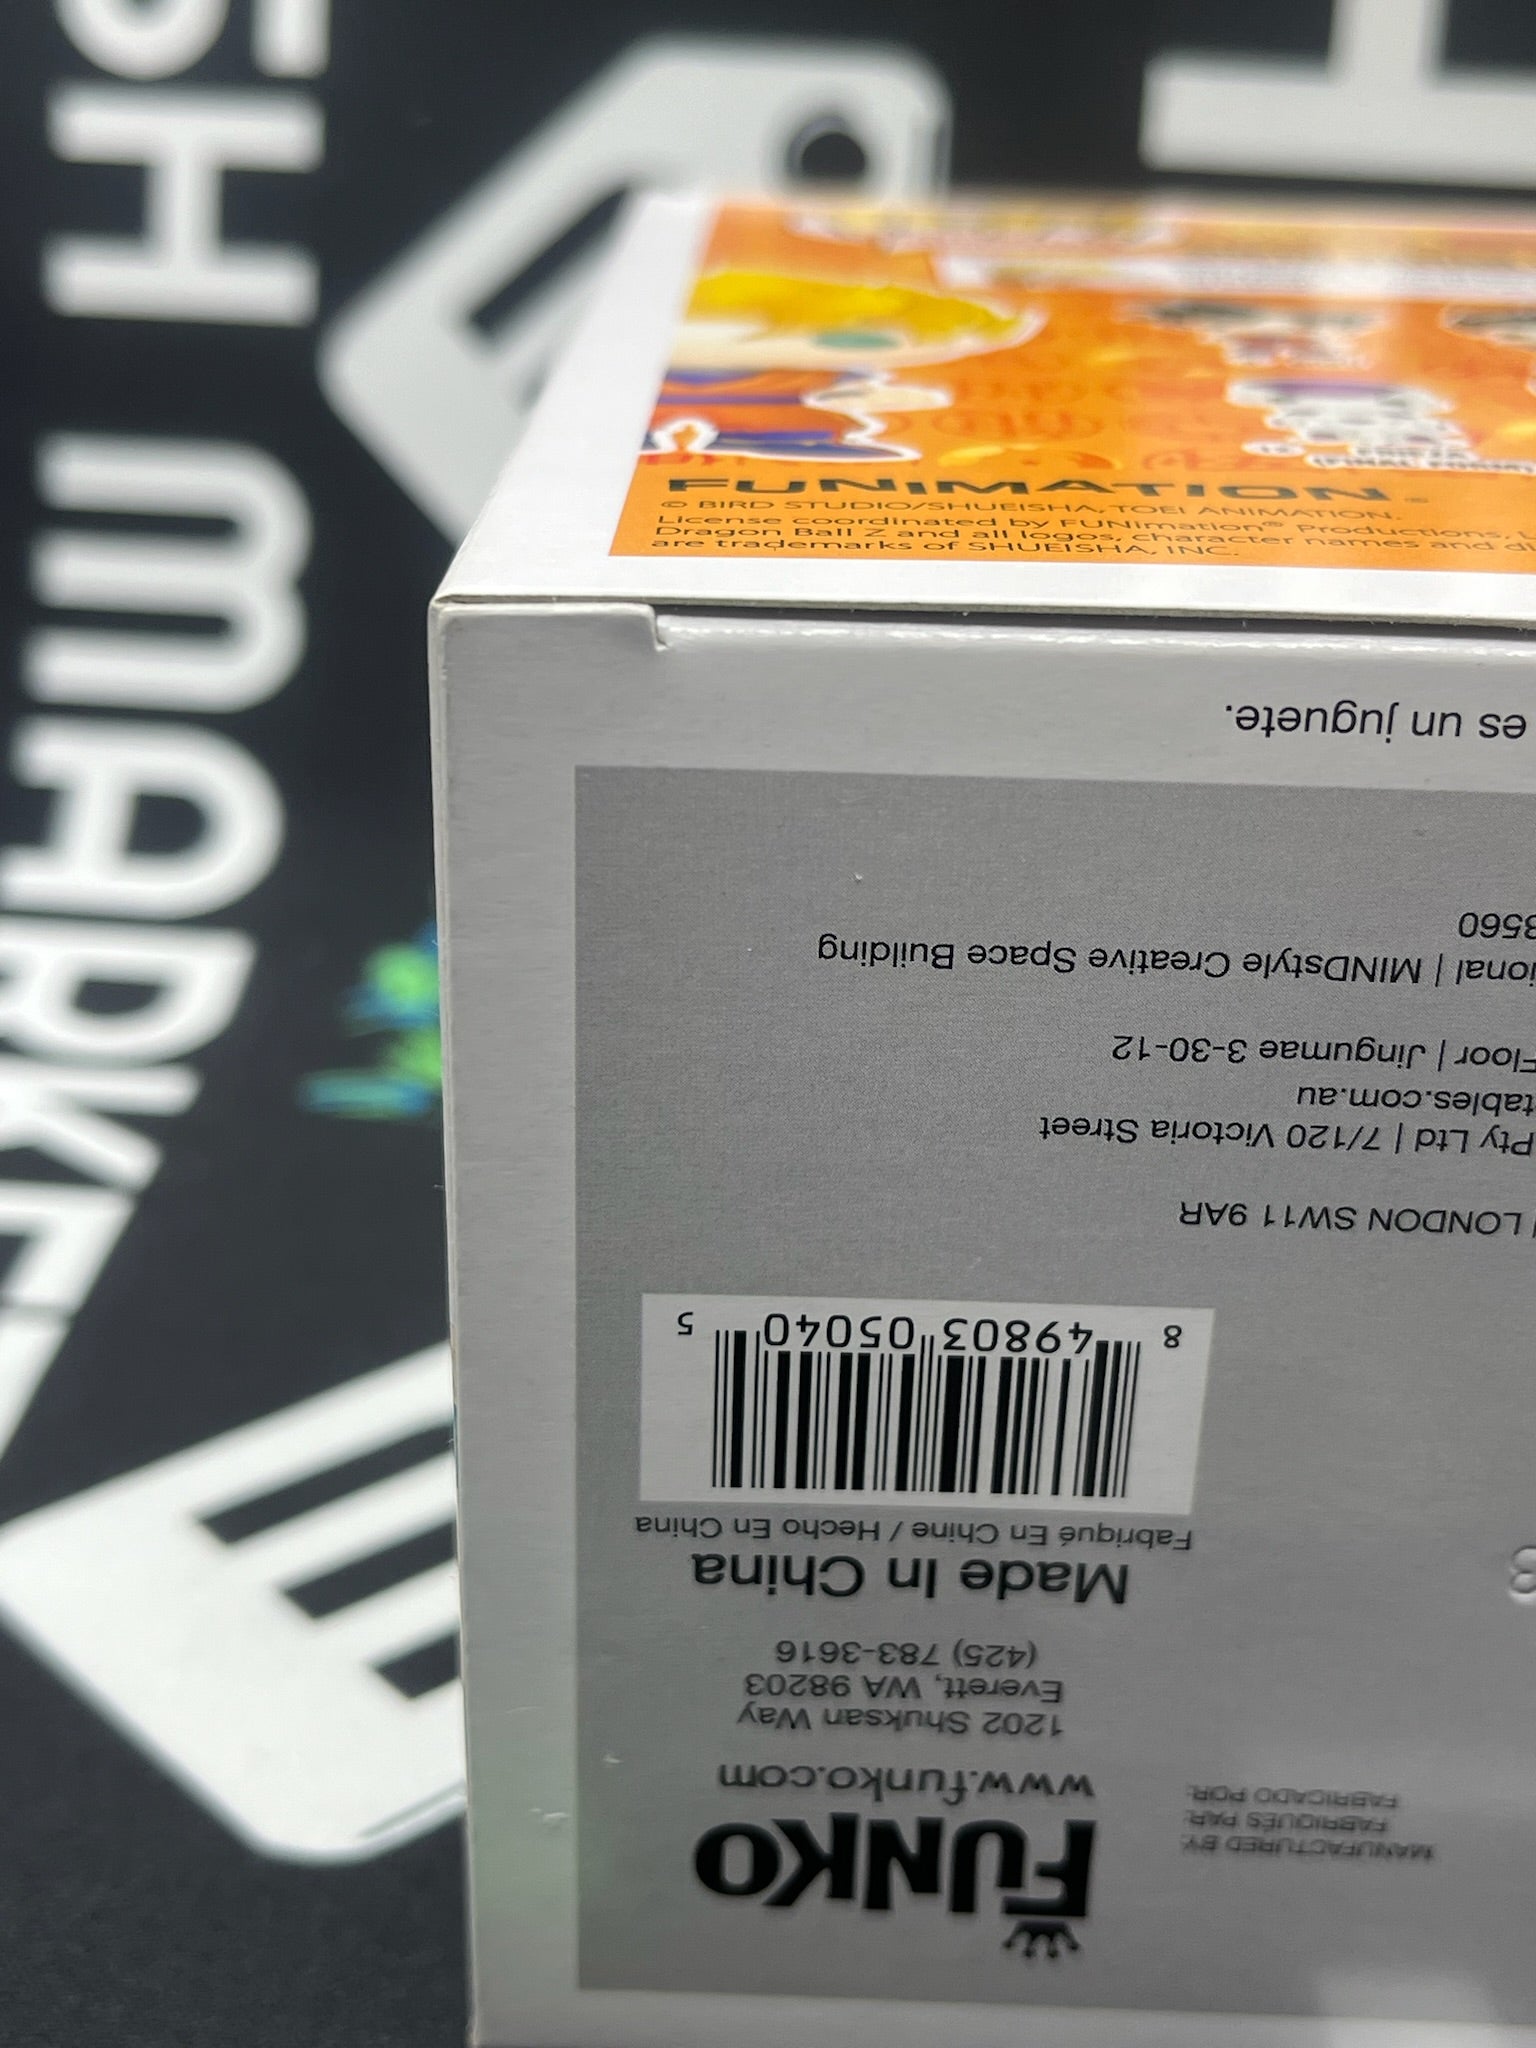 FUNIMATION
© BIRD STUDIO/SHUEISHA, TOEI ANIMATION.
License coordinated by FUNimation® Productions,
Dragon Ball Z and all logos, character names and
are trademarks of SHUEISHA, INC.
FUNKO
www.funko.com
1202 Shuksan Way
Everett, WA 98203
(425) 783-3616
MANUFACTURED BY:
FABRIQUÉS PAR:
FABRICADO POR:
Made In China
Fabriqué En Chine / Hecho En China
8 49803 05040 5
LONDON SW11 9AR
Pty Ltd | 7/120 Victoria Street
tables.com.au
Floor | Jingumae 3-30-12
ional | MINDstyle Creative Space Building
3560
es un juguete.
SH MARKE